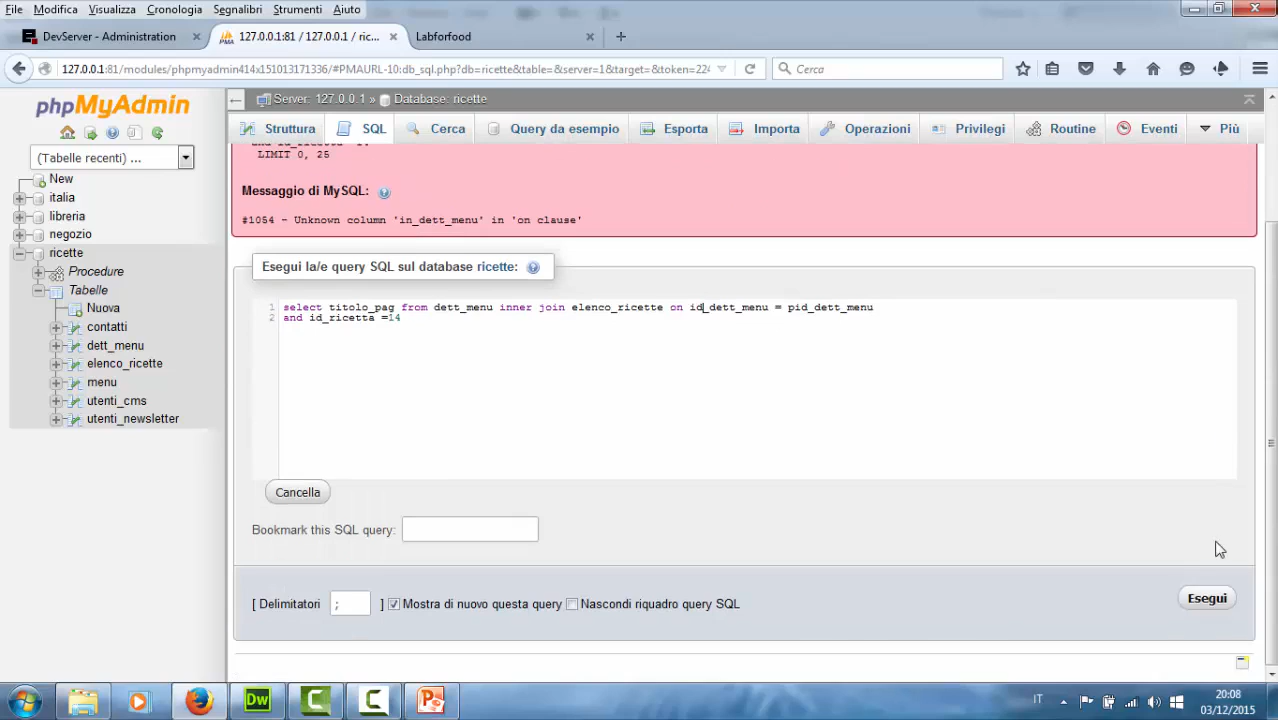 File Modifica Visualizza Cronologia Segnalibri Strumenti Aiuto
DevServer - Administration × 127.0.0.1:81 / 127.0.0.1 / ric... × Labforfood × +
127.0.0.1:81/modules/phpmyadmin414x151013171336/#PMAURL-10:db_sql.php?db=ricette&table=&server=1&target=&token=224 Cerca
phpMyAdmin
(Tabelle recenti) ...
New
italia
libreria
negozio
ricette
Procedure
Tabelle
Nuova
contatti
dett_menu
elenco_ricette
menu
utenti_cms
utenti_newsletter
Server: 127.0.0.1 » Database: ricette
Struttura SQL Cerca Query da esempio Esporta Importa Operazioni Privilegi Routine Eventi Più
LIMIT 0, 25
Messaggio di MySQL:
#1054 - Unknown column 'in_dett_menu' in 'on clause'
Esegui la/e query SQL sul database ricette:
1 select titolo_pag from dett_menu inner join elenco_ricette on id_dett_menu = pid_dett_menu
2 and id_ricetta =14
Cancella
Bookmark this SQL query:
[ Delimitatori ; ] Mostra di nuovo questa query Nascondi riquadro query SQL
Esegui
Dw
IT
20:08
03/12/2015